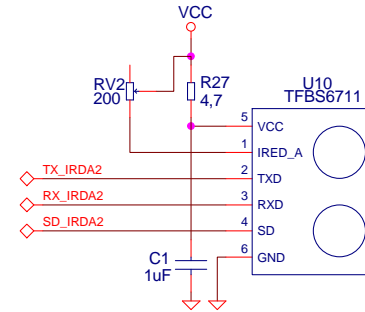 VCC
RV2
200
R27
4,7
U10
TFBS6711
5
VCC
1
IRED_A
TX_IRDA2
2
TXD
RX_IRDA2
3
RXD
SD_IRDA2
4
SD
6
GND
C1
1uF